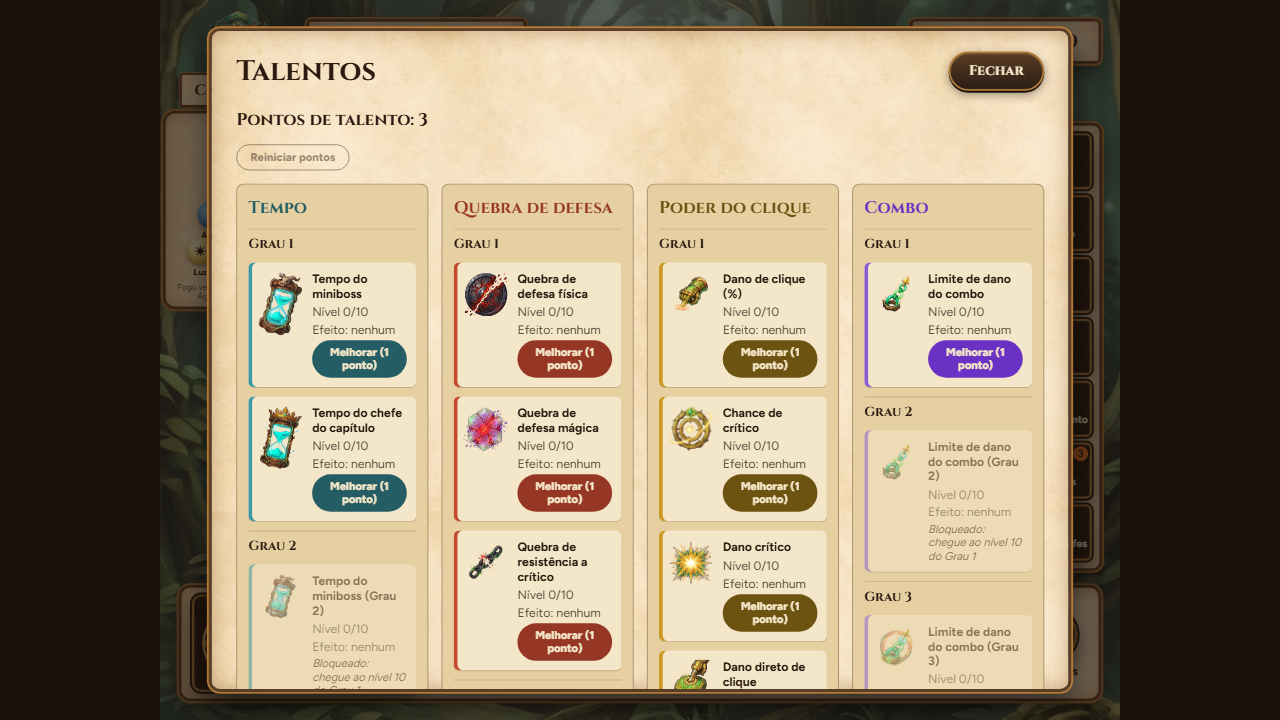 Talentos
Fechar
Pontos de talento: 3
Reiniciar pontos
Tempo
Grau 1
Tempo do
miniboss
Nível 0/10
Efeito: nenhum
Melhorar (1
ponto)
Tempo do chefe
do capítulo
Nível 0/10
Efeito: nenhum
Melhorar (1
ponto)
Grau 2
Tempo do
miniboss (Grau
2)
Nível 0/10
Efeito: nenhum
Bloqueado:
chegue ao nível 10
do Grau 1
Quebra de defesa
Grau 1
Quebra de
defesa física
Nível 0/10
Efeito: nenhum
Melhorar (1
ponto)
Quebra de
defesa mágica
Nível 0/10
Efeito: nenhum
Melhorar (1
ponto)
Quebra de
resistência a
crítico
Nível 0/10
Efeito: nenhum
Melhorar (1
ponto)
Poder do clique
Grau 1
Dano de clique
(%)
Nível 0/10
Efeito: nenhum
Melhorar (1
ponto)
Chance de
crítico
Nível 0/10
Efeito: nenhum
Melhorar (1
ponto)
Dano crítico
Nível 0/10
Efeito: nenhum
Melhorar (1
ponto)
Dano direto de
clique
Combo
Grau 1
Limite de dano
do combo
Nível 0/10
Efeito: nenhum
Melhorar (1
ponto)
Grau 2
Limite de dano
do combo (Grau
2)
Nível 0/10
Efeito: nenhum
Bloqueado:
chegue ao nível 10
do Grau 1
Grau 3
Limite de dano
do combo (Grau
3)
Nível 0/10
3